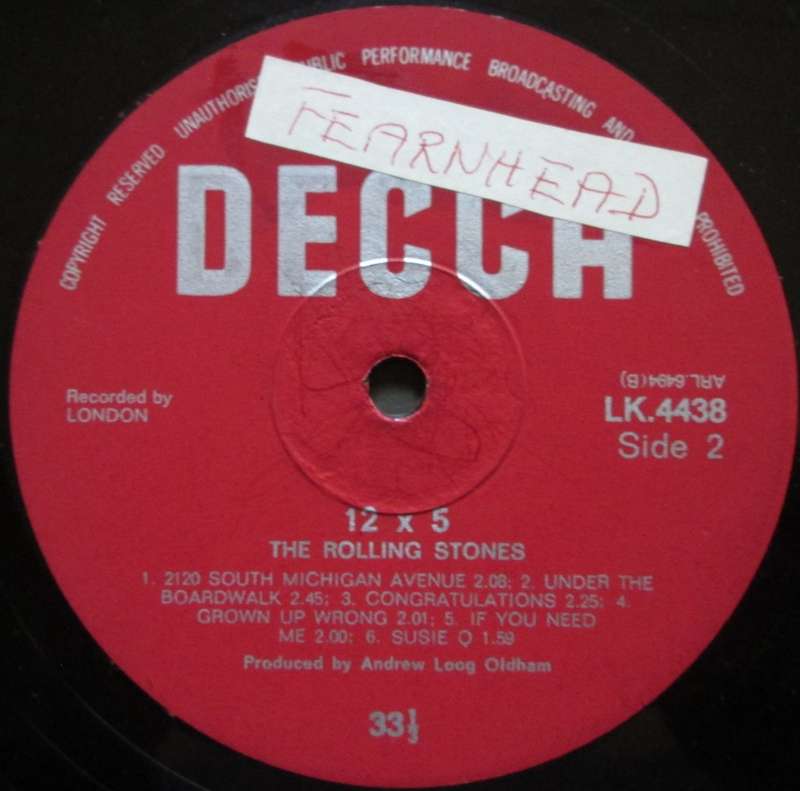 COPYRIGHT RESERVED UNAUTHORIS PUBLIC PERFORMANCE BROADCASTING AND PROHIBITED
FEARNHEAD
DECCA
Recorded by
LONDON
ARL.6494(B)
LK.4438
Side 2
12 x 5
THE ROLLING STONES
1. 2120 SOUTH MICHIGAN AVENUE 2.08; 2. UNDER THE
BOARDWALK 2.45; 3. CONGRATULATIONS 2.25; 4.
GROWN UP WRONG 2.01; 5. IF YOU NEED
ME 2.00; 6. SUSIE Q 1.59
Produced by Andrew Loog Oldham
33⅓